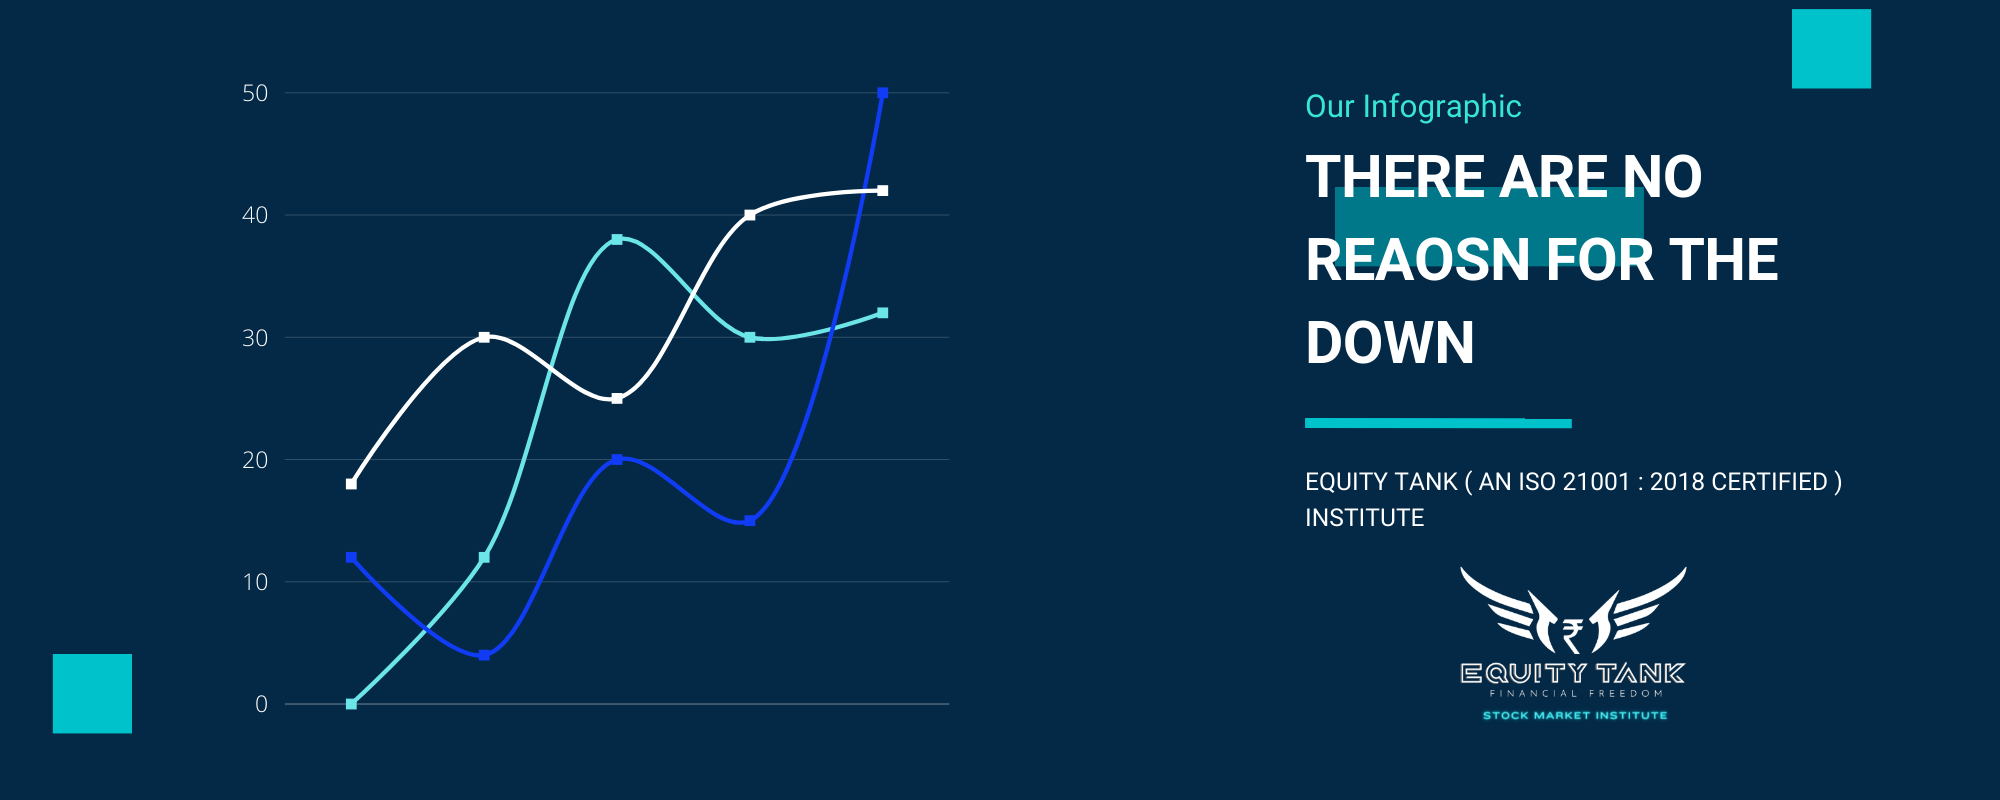 50
40
30
20
10
0
Our Infographic
THERE ARE NO
REAOSN FOR THE
DOWN
EQUITY TANK ( AN ISO 21001 : 2018 CERTIFIED )
INSTITUTE
₹
EQUITY TANK
FINANCIAL FREEDOM
STOCK MARKET INSTITUTE